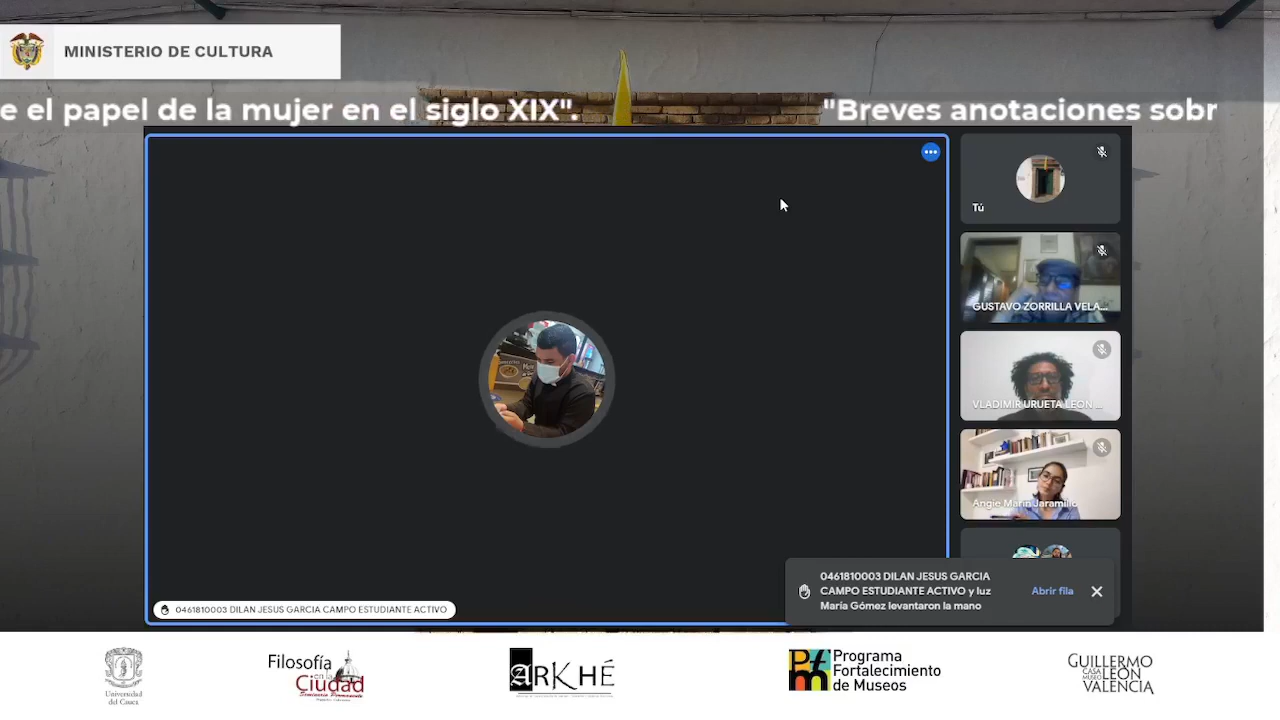 MINISTERIO DE CULTURA
e el papel de la mujer en el siglo XIX".
"Breves anotaciones sobr
Tú
GUSTAVO ZORRILLA VELA...
VLADIMIR URUETA LEON ...
Angie Marin Jaramillo
0461810003 DILAN JESUS GARCIA
CAMPO ESTUDIANTE ACTIVO y luz
María Gómez levantaron la mano
Abrir fila
0461810003 DILAN JESUS GARCIA CAMPO ESTUDIANTE ACTIVO
Universidad
del Cauca
Filosofía
en la
Ciudad
Seminario Permanente
ARKHÉ
Pfm
Programa
Fortalecimiento
de Museos
GUILLERMO
CASA
MUSEO
LEÓN
VALENCIA